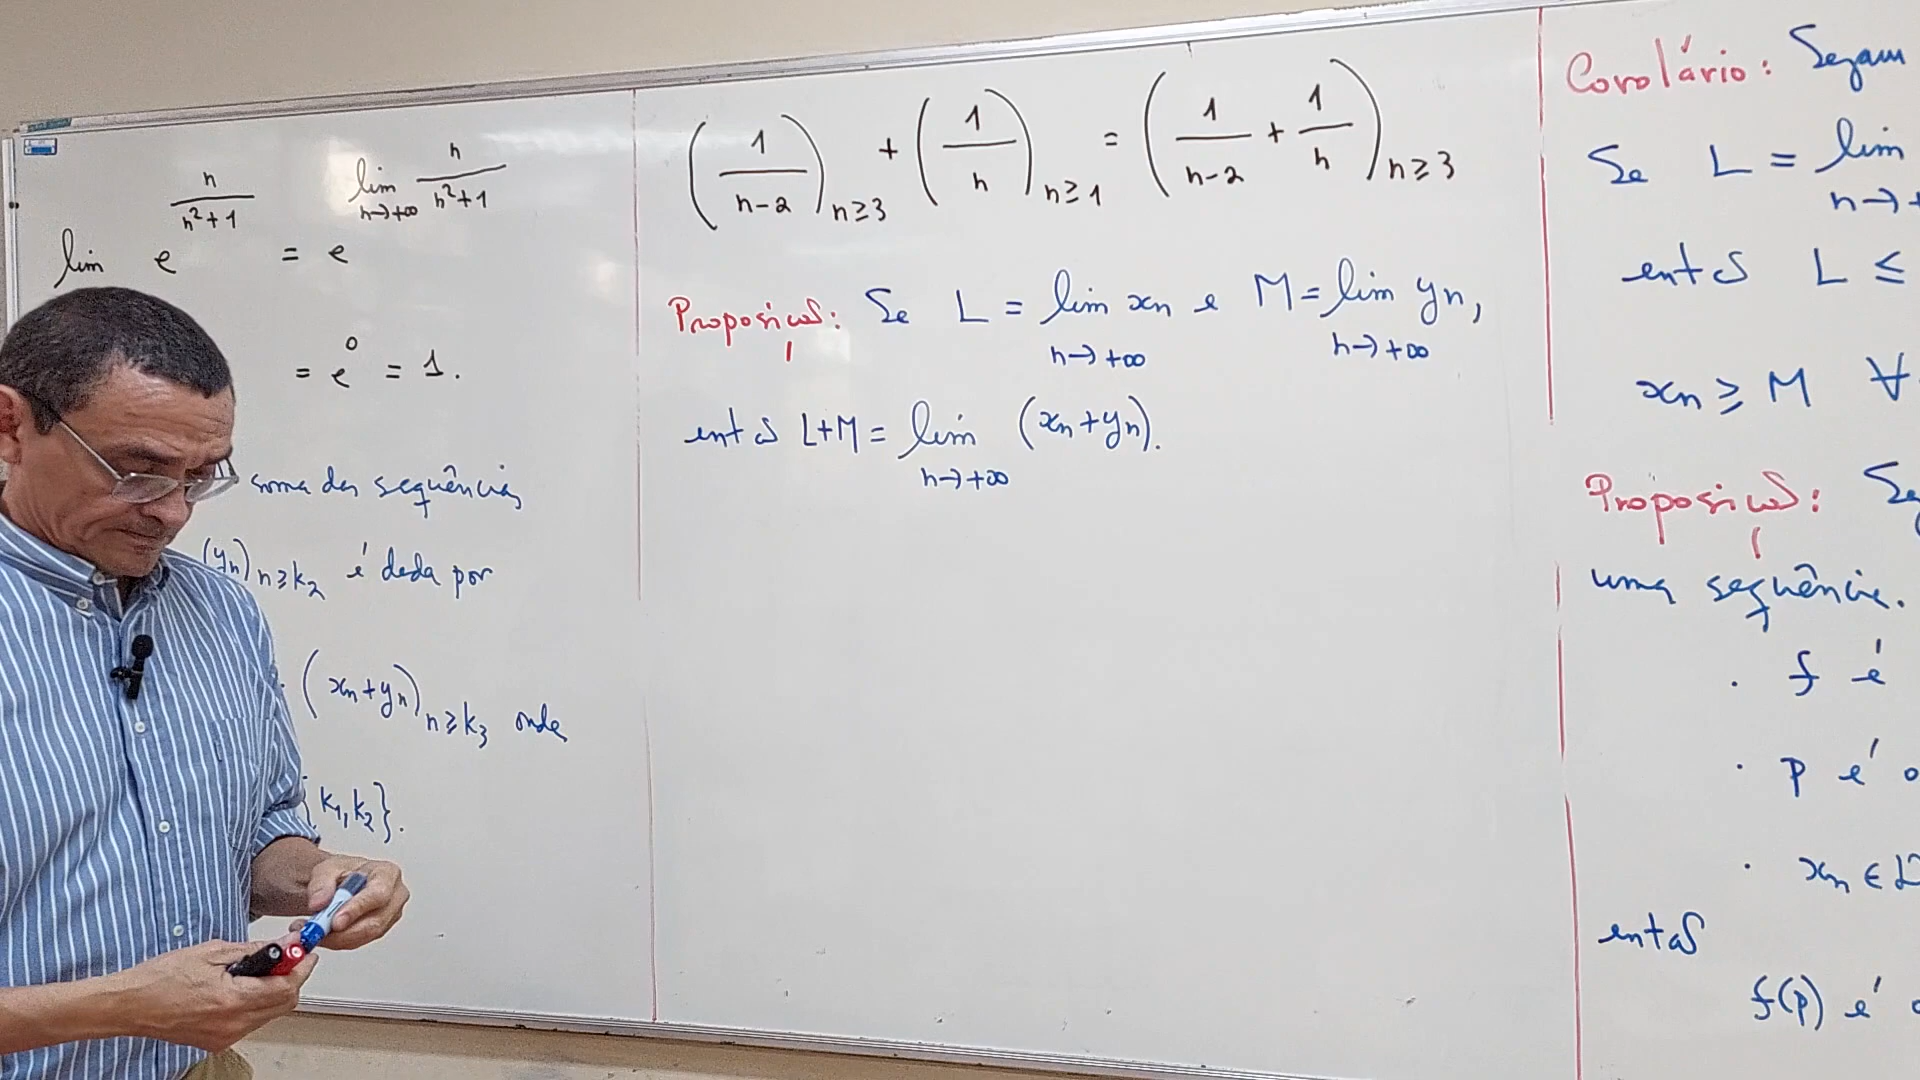 lim e^{n/(n²+1)} = e^{lim_{n→+∞} n/(n²+1)}
= e⁰ = 1.
soma das sequências
(yn)n≥k2 é dada por
(xn+yn)n≥k3 onde
{k1,k2}.
(1/(n-2))n≥3 + (1/n)n≥1 = (1/(n-2) + 1/n)n≥3
Proposição: Se L = lim xn e M = lim yn,
n→+∞ n→+∞
então L+M = lim (xn+yn).
n→+∞
Corolário: Sejam
Se L = lim
n→+
então L ≤
xn ≥ M ∀
Proposição: Se
uma sequência.
· f é
· p é
· xn ∈
então
f(p) é